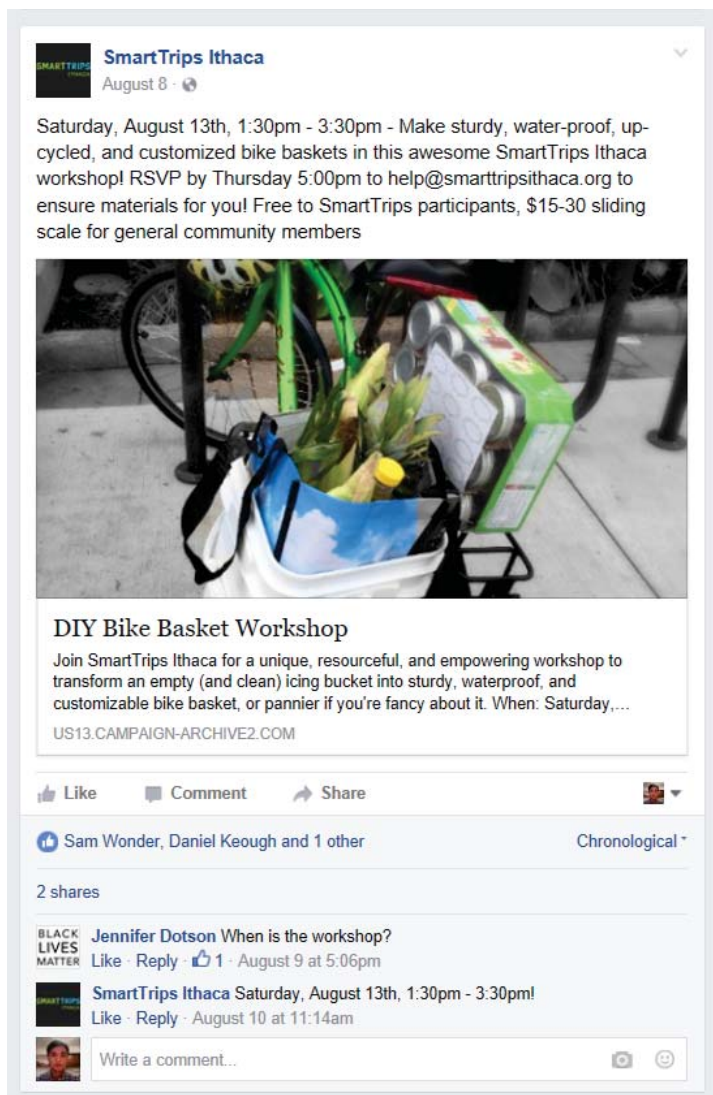 SMARTTRIPS
ITHACA
SmartTrips Ithaca
August 8 ·
Saturday, August 13th, 1:30pm - 3:30pm - Make sturdy, water-proof, up-
cycled, and customized bike baskets in this awesome SmartTrips Ithaca
workshop! RSVP by Thursday 5:00pm to help@smarttripsithaca.org to
ensure materials for you! Free to SmartTrips participants, $15-30 sliding
scale for general community members
DIY Bike Basket Workshop
Join SmartTrips Ithaca for a unique, resourceful, and empowering workshop to
transform an empty (and clean) icing bucket into sturdy, waterproof, and
customizable bike basket, or pannier if you're fancy about it. When: Saturday,...
US13.CAMPAIGN-ARCHIVE2.COM
Like Comment Share
Sam Wonder, Daniel Keough and 1 other Chronological
2 shares
BLACK
LIVES
MATTER
Jennifer Dotson When is the workshop?
Like · Reply · 1 · August 9 at 5:06pm
SMARTTRIPS
SmartTrips Ithaca Saturday, August 13th, 1:30pm - 3:30pm!
Like · Reply · August 10 at 11:14am
Write a comment...